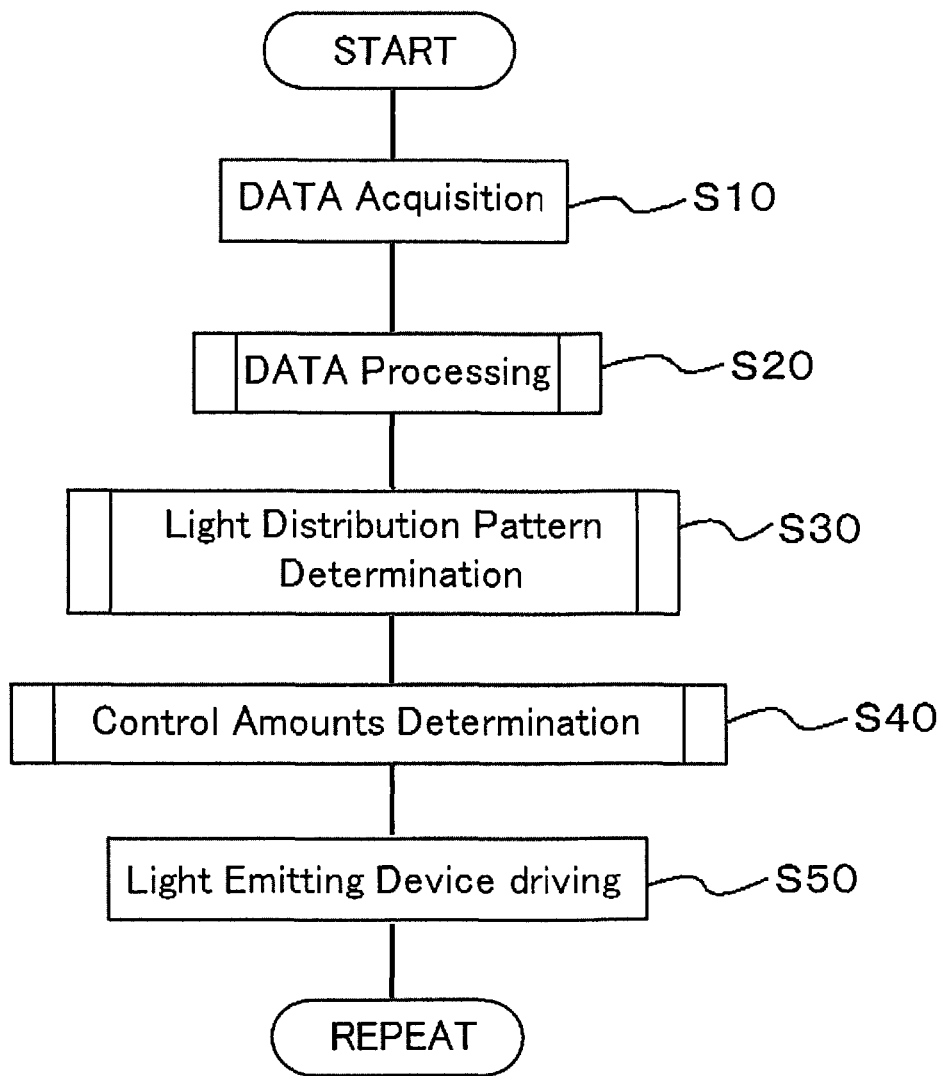 START
DATA Acquisition
S10
DATA Processing
S20
Light Distribution Pattern
Determination
S30
Control Amounts Determination
S40
Light Emitting Device driving
S50
REPEAT